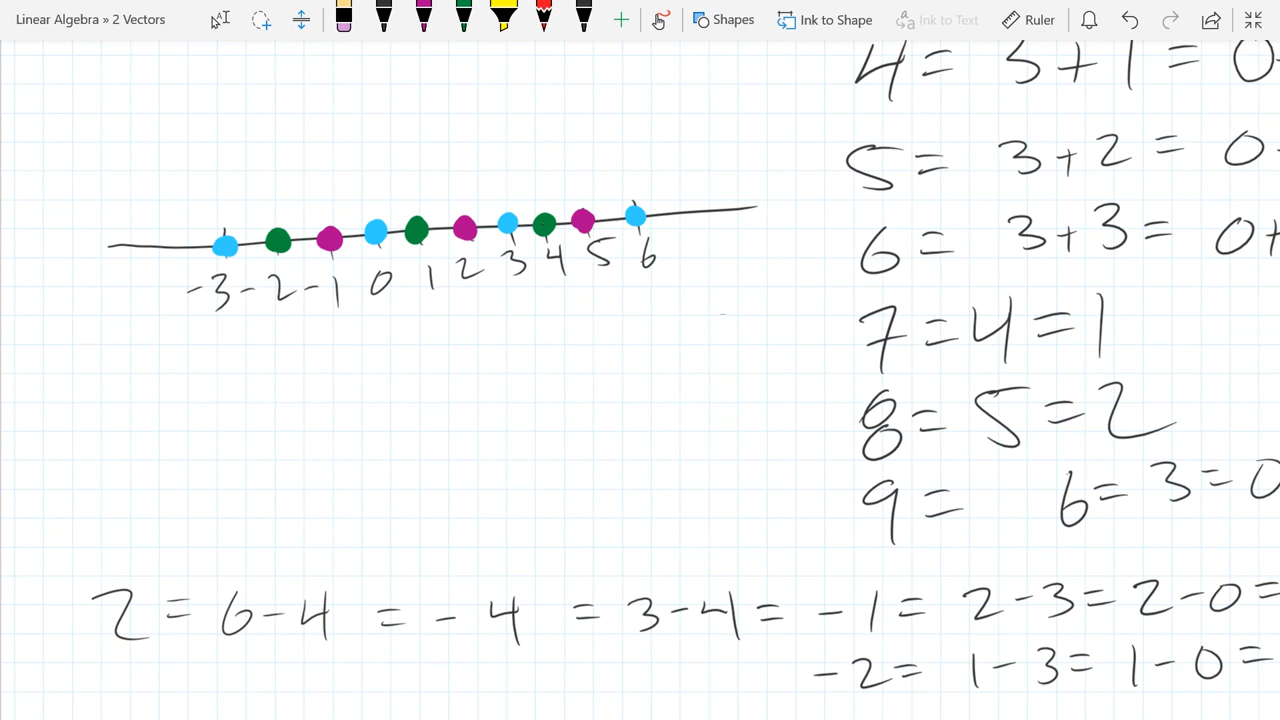 Linear Algebra » 2 Vectors
Shapes
Ink to Shape
Ink to Text
Ruler
4 = 3 + 1 = 0
5 = 3 + 2 = 0
6 = 3 + 3 = 0+
7 = 4 = 1
8 = 5 = 2
9 = 6 = 3 = 0
-3 -2 -1 0 1 2 3 4 5 6
2 = 6 - 4 = - 4 = 3 - 4 = - 1 = 2 - 3 = 2 - 0 =
- 2 = 1 - 3 = 1 - 0 =